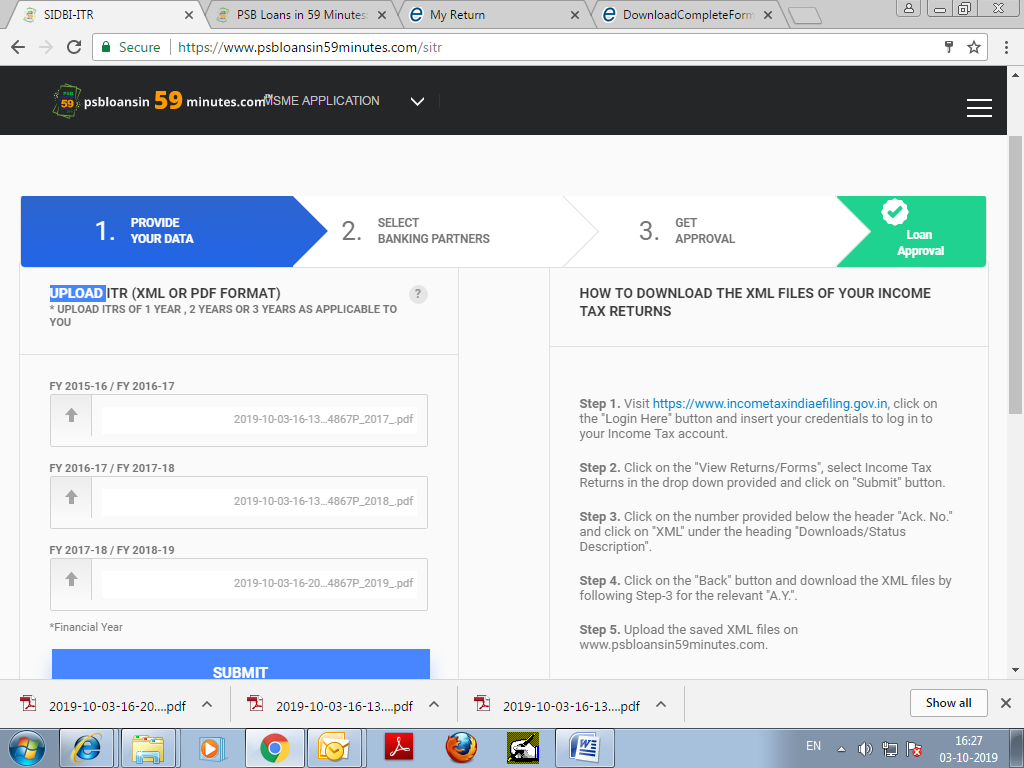 SIDBI-ITR
PSB Loans in 59 Minutes:
My Return
DownloadCompleteForm
Secure
https://www.psbloansin59minutes.com/sitr
PSB
59
psbloansin 59 minutes.com
MSME APPLICATION
1. PROVIDE
YOUR DATA
2. SELECT
BANKING PARTNERS
3. GET
APPROVAL
Loan
Approval
UPLOAD ITR (XML OR PDF FORMAT)
?
* UPLOAD ITRS OF 1 YEAR , 2 YEARS OR 3 YEARS AS APPLICABLE TO
YOU
FY 2015-16 / FY 2016-17
2019-10-03-16-13...4867P_2017_.pdf
FY 2016-17 / FY 2017-18
2019-10-03-16-13...4867P_2018_.pdf
FY 2017-18 / FY 2018-19
2019-10-03-16-20...4867P_2019_.pdf
*Financial Year
SUBMIT
HOW TO DOWNLOAD THE XML FILES OF YOUR INCOME
TAX RETURNS
Step 1. Visit https://www.incometaxindiaefiling.gov.in, click on
the "Login Here" button and insert your credentials to log in to
your Income Tax account.
Step 2. Click on the "View Returns/Forms", select Income Tax
Returns in the drop down provided and click on "Submit" button.
Step 3. Click on the number provided below the header "Ack. No."
and click on "XML" under the heading "Downloads/Status
Description".
Step 4. Click on the "Back" button and download the XML files by
following Step-3 for the relevant "A.Y.".
Step 5. Upload the saved XML files on
www.psbloansin59minutes.com.
2019-10-03-16-20....pdf
2019-10-03-16-13....pdf
2019-10-03-16-13....pdf
Show all
EN
16:27
03-10-2019